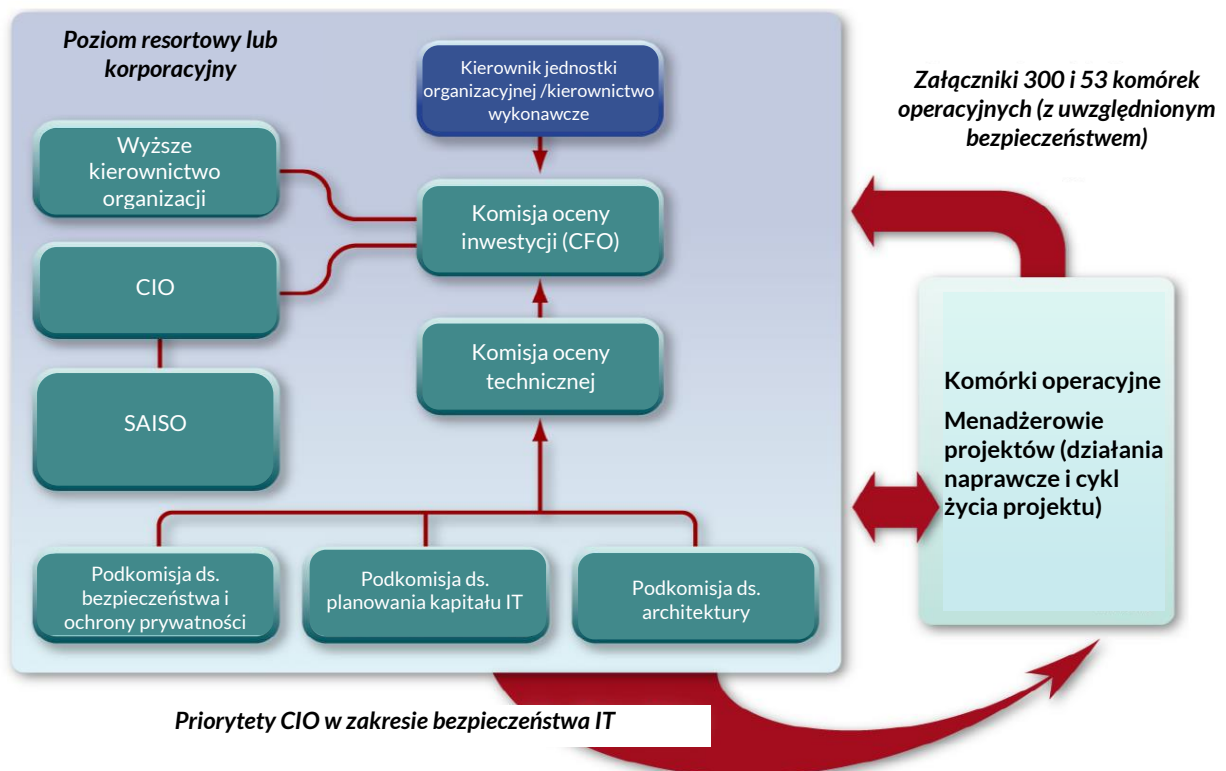 Poziom resortowy lub
korporacyjny
Kierownik jednostki
organizacyjnej /kierownictwo
wykonawcze
Załączniki 300 i 53 komórek
operacyjnych (z uwzględnionym
bezpieczeństwem)
Wyższe
kierownictwo
organizacji
Komisja oceny
inwestycji (CFO)
CIO
Komisja oceny
technicznej
SAISO
Komórki operacyjne
Menadżerowie
projektów (działania
naprawcze i cykl
życia projektu)
Podkomisja ds.
bezpieczeństwa i
ochrony prywatności
Podkomisja ds.
planowania kapitału IT
Podkomisja ds.
architektury
Priorytety CIO w zakresie bezpieczeństwa IT